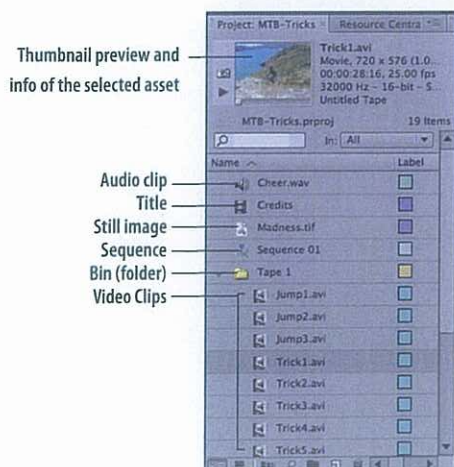 Project: MTB-Tricks Resource Centra
Thumbnail preview and
info of the selected asset
Trick1.avi
Movie, 720 x 576 (1.0...
00:00:28:16, 25.00 fps
32000 Hz - 16-bit - S...
Untitled Tape
MTB-Tricks.prproj 19 Items
In: All
Name Label
Audio clip Cheer.wav
Title Credits
Still image Madness.tif
Sequence Sequence 01
Bin (folder) Tape 1
Video Clips Jump1.avi
Jump2.avi
Jump3.avi
Trick1.avi
Trick2.avi
Trick3.avi
Trick4.avi
Trick5.avi